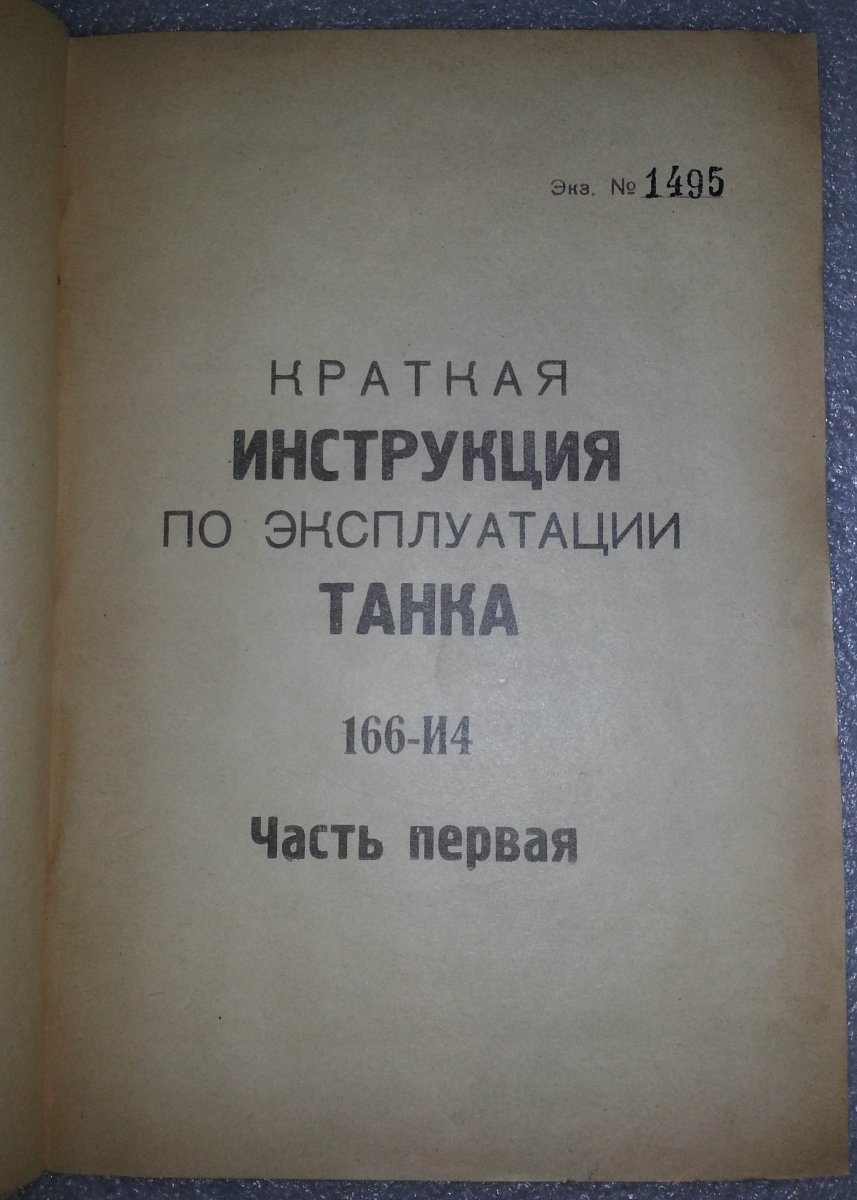 Экз. № 1495
КРАТКАЯ
ИНСТРУКЦИЯ
ПО ЭКСПЛУАТАЦИИ
ТАНКА
166-И4
Часть первая